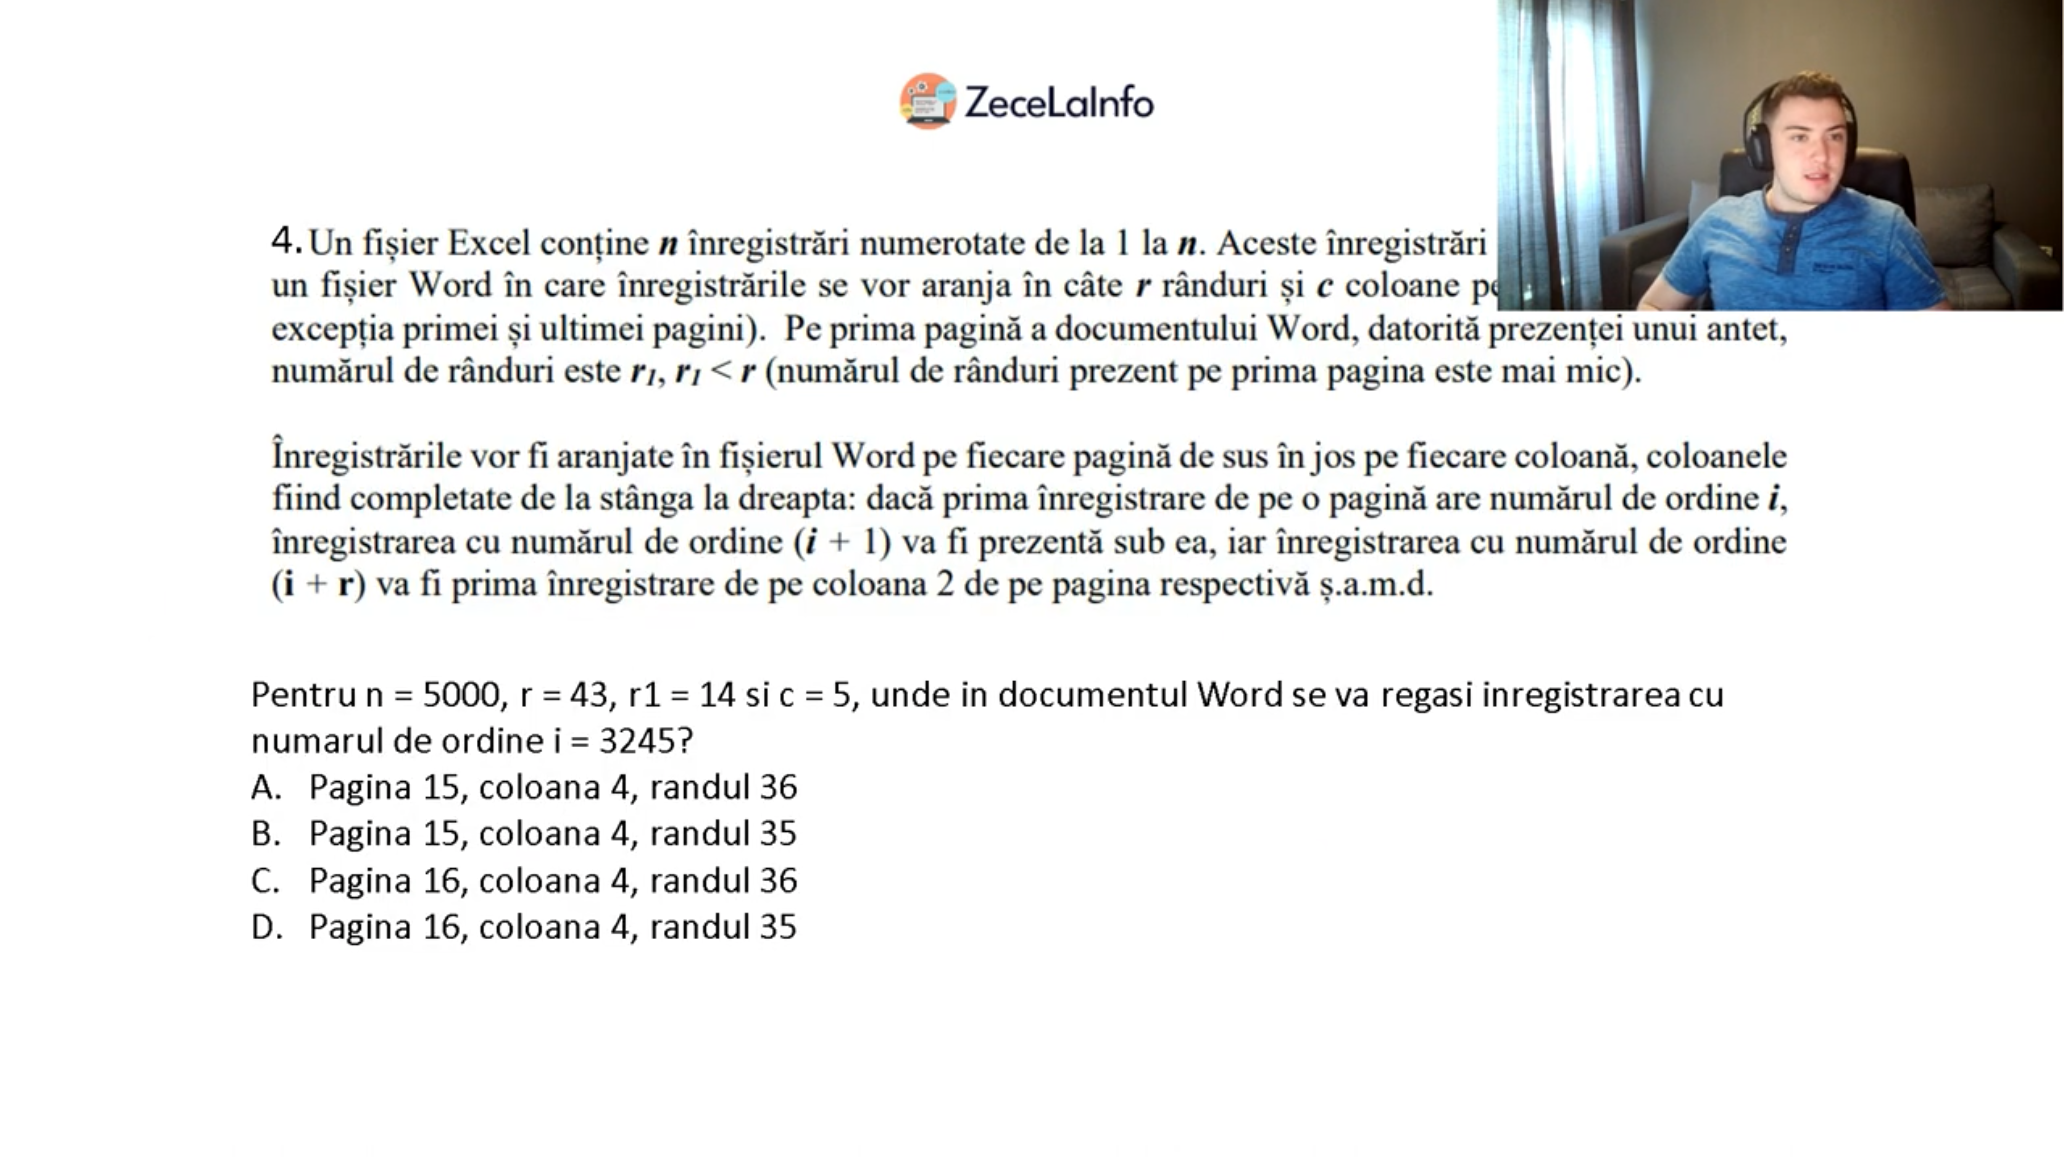 ZeceLaInfo
4. Un fișier Excel conține n înregistrări numerotate de la 1 la n. Aceste înregistrări
un fișier Word în care înregistrările se vor aranja în câte r rânduri și c coloane
excepția primei și ultimei pagini). Pe prima pagină a documentului Word, datorită prezenței unui antet,
numărul de rânduri este r1, r1 < r (numărul de rânduri prezent pe prima pagina este mai mic).
Înregistrările vor fi aranjate în fișierul Word pe fiecare pagină de sus în jos pe fiecare coloană, coloanele
fiind completate de la stânga la dreapta: dacă prima înregistrare de pe o pagină are numărul de ordine i,
înregistrarea cu numărul de ordine (i + 1) va fi prezentă sub ea, iar înregistrarea cu numărul de ordine
(i + r) va fi prima înregistrare de pe coloana 2 de pe pagina respectivă ș.a.m.d.
Pentru n = 5000, r = 43, r1 = 14 si c = 5, unde in documentul Word se va regasi inregistrarea cu
numarul de ordine i = 3245?
A. Pagina 15, coloana 4, randul 36
B. Pagina 15, coloana 4, randul 35
C. Pagina 16, coloana 4, randul 36
D. Pagina 16, coloana 4, randul 35